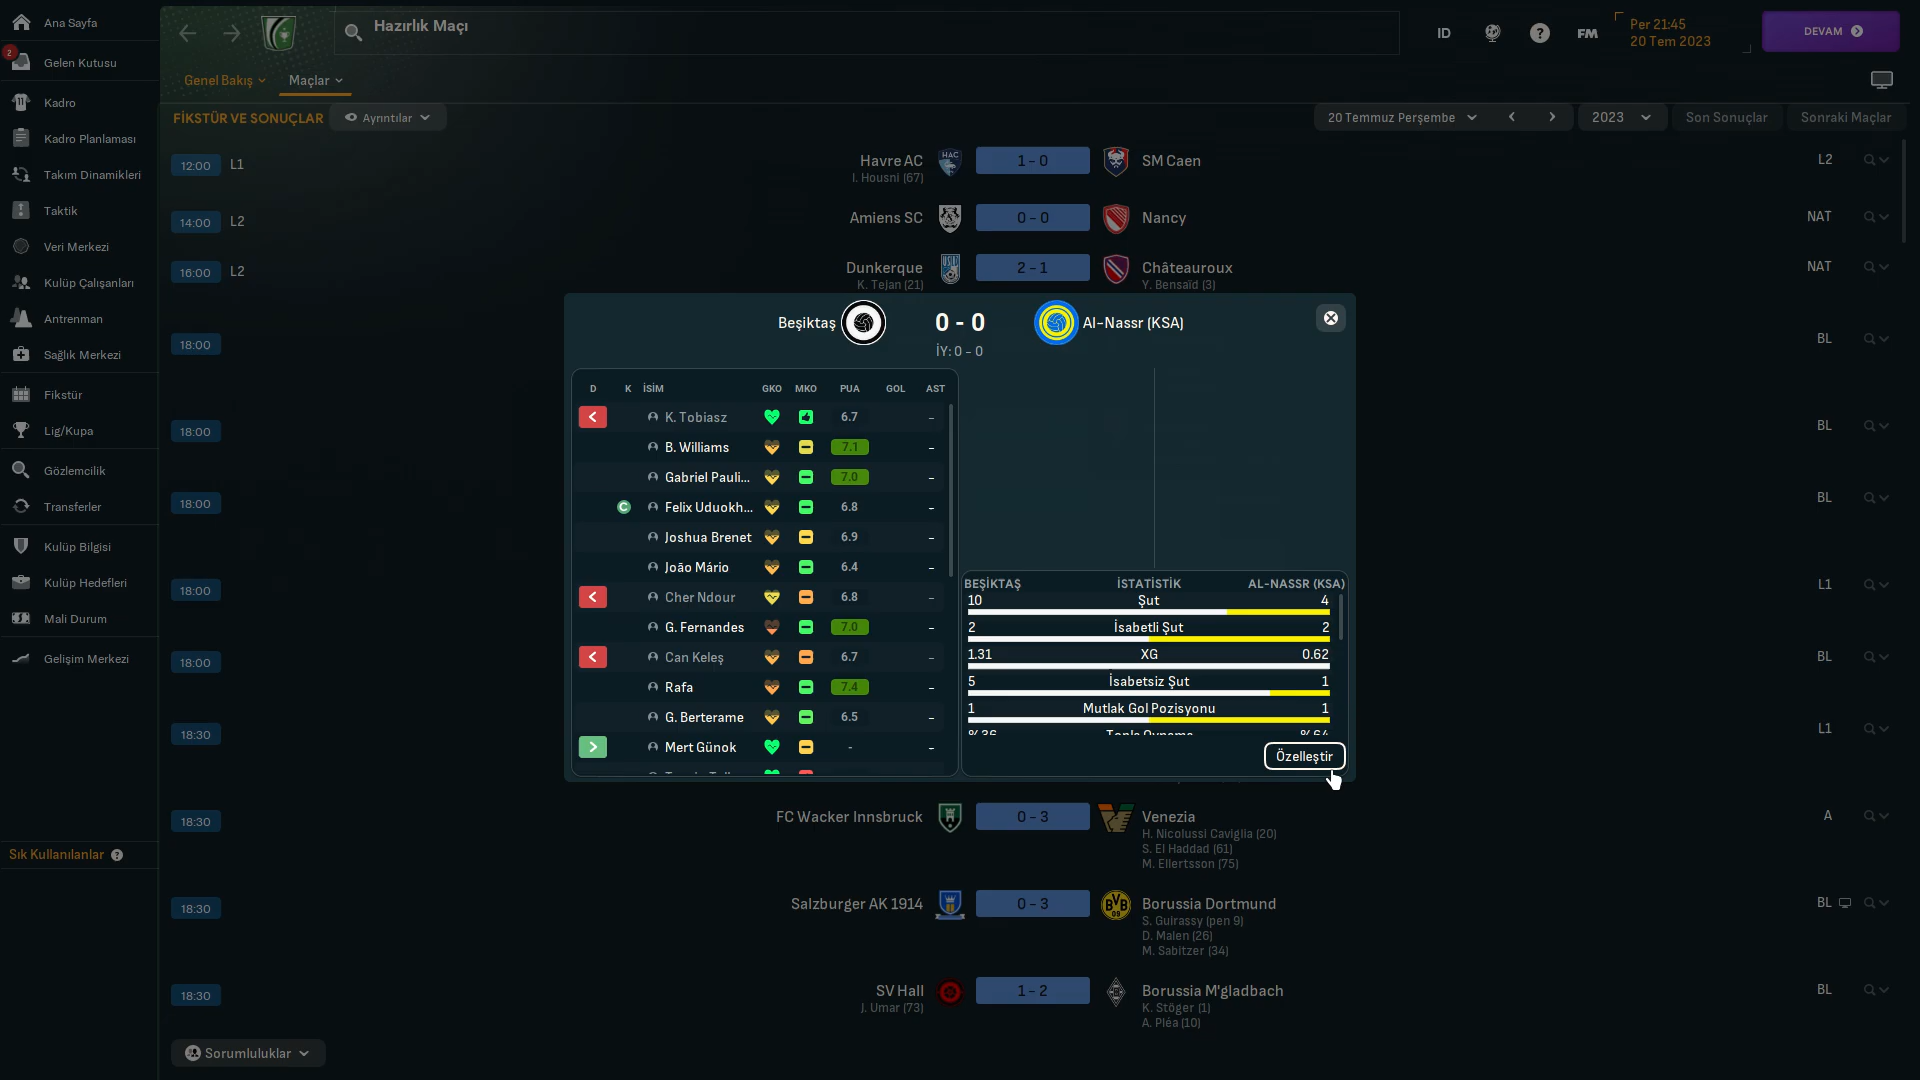 Ana Sayfa
2
Gelen Kutusu
Kadro
Kadro Planlaması
Takım Dinamikleri
Taktik
Veri Merkezi
Kulüp Çalışanları
Antrenman
Sağlık Merkezi
Fikstür
Lig/Kupa
Gözlemcilik
Transferler
Kulüp Bilgisi
Kulüp Hedefleri
Mali Durum
Gelişim Merkezi
Sık Kullanılanlar ?
Hazırlık Maçı
ID
?
FM
Per 21:45
20 Tem 2023
DEVAM
Genel Bakış
Maçlar
FİKSTÜR VE SONUÇLAR
Ayrıntılar
20 Temmuz Perşembe
2023
Son Sonuçlar
Sonraki Maçlar
12:00 L1 Havre AC HAC 1 - 0 SM Caen L2
I. Housni (67)
14:00 L2 Amiens SC 0 - 0 Nancy NAT
16:00 L2 Dunkerque 2 - 1 Châteauroux NAT
K. Tejan (21) Y. Bensaïd (3)
18:00 BL
18:00 BL
18:00 BL
18:00 L1
18:00 BL
18:30 L1
Beşiktaş 0 - 0 Al-Nassr (KSA)
İY: 0 - 0
D K İSİM GKO MKO PUA GOL AST
K. Tobiasz 6.7 -
B. Williams 7.1 -
Gabriel Pauli... 7.0 -
C Felix Uduokh... 6.8 -
Joshua Brenet 6.9 -
João Mário 6.4 -
Cher Ndour 6.8 -
G. Fernandes 7.0 -
Can Keleş 6.7 -
Rafa 7.4 -
G. Berterame 6.5 -
Mert Günok - -
BEŞİKTAŞ İSTATİSTİK AL-NASSR (KSA)
10 Şut 4
2 İsabetli Şut 2
1.31 XG 0.62
5 İsabetsiz Şut 1
1 Mutlak Gol Pozisyonu 1
%36 Topla Oynama %64
Özelleştir
18:30 FC Wacker Innsbruck 0 - 3 Venezia A
H. Nicolussi Caviglia (20)
S. El Haddad (61)
M. Ellertsson (75)
18:30 Salzburger AK 1914 0 - 3 BVB 09 Borussia Dortmund BL
S. Guirassy (pen 9)
D. Malen (26)
M. Sabitzer (34)
18:30 SV Hall 1 - 2 Borussia M'gladbach BL
J. Umar (73) K. Stöger (1)
A. Pléa (10)
Sorumluluklar